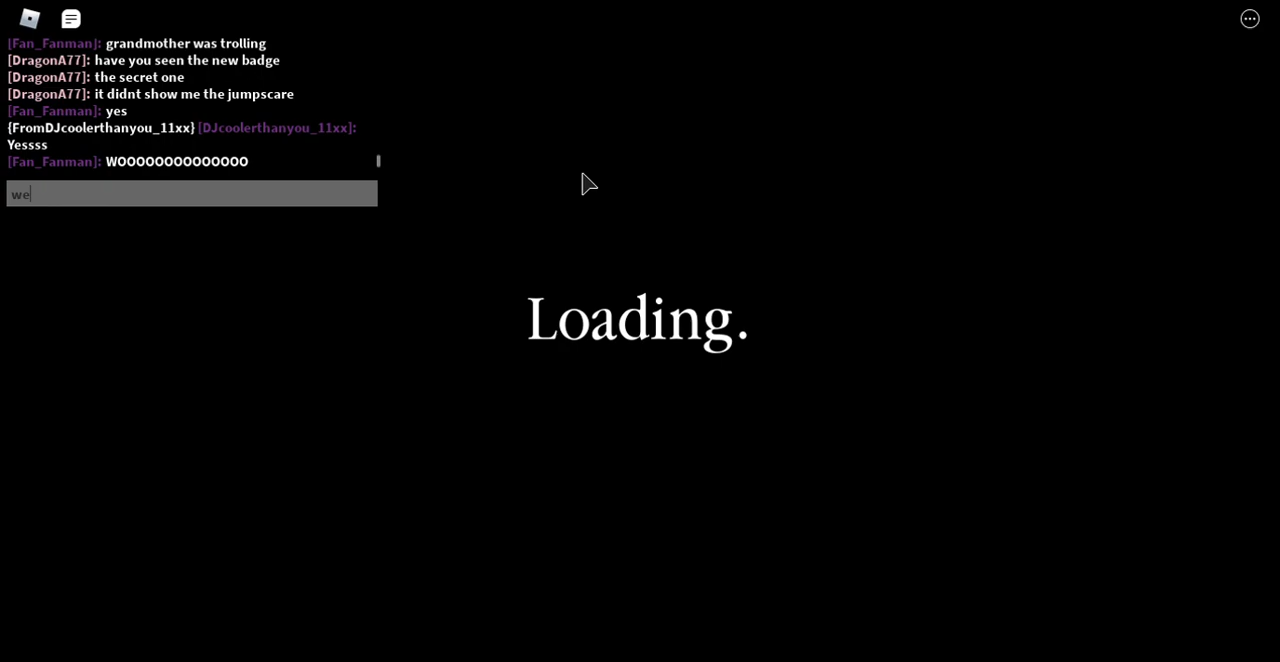 [Fan_Fanman]: grandmother was trolling
[DragonA77]: have you seen the new badge
[DragonA77]: the secret one
[DragonA77]: it didnt show me the jumpscare
[Fan_Fanman]: yes
{FromDJcoolerthanyou_11xx} [DJcoolerthanyou_11xx]:
Yessss
[Fan_Fanman]: WOOOOOOOOOOOOOO
we
Loading.